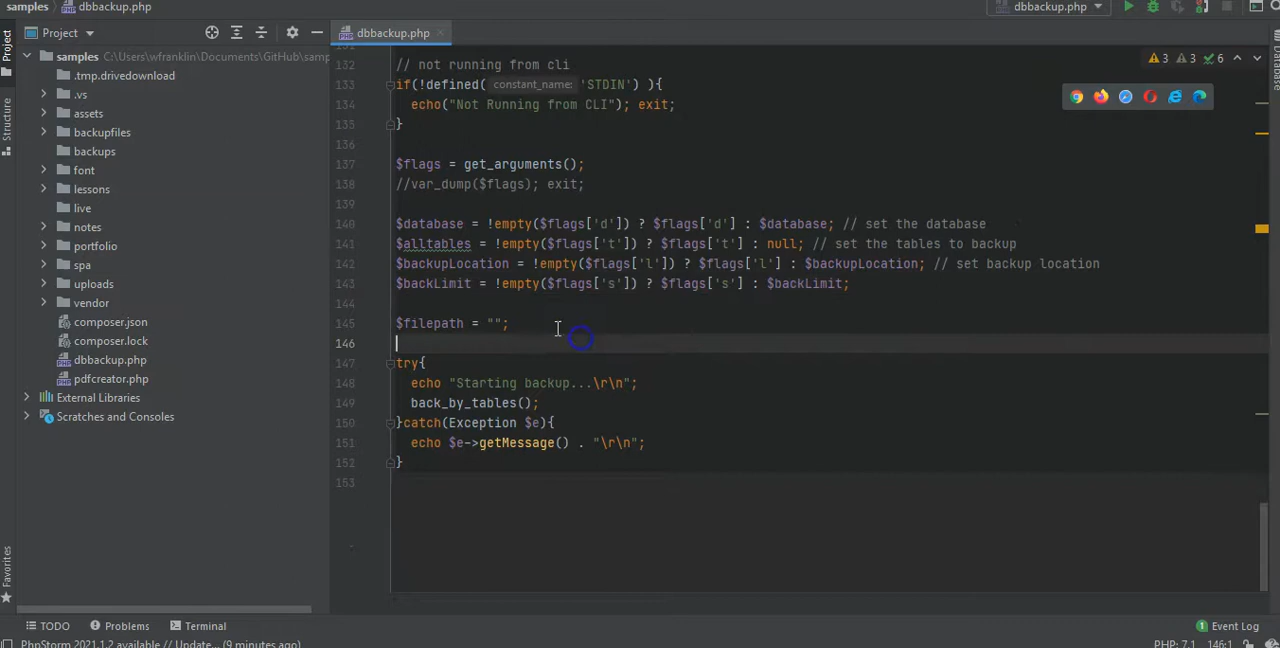 samples
dbbackup.php
dbbackup.php
Project
dbbackup.php
Project
Structure
Favorites
samples C:\Users\wfranklin\Documents\GitHub\samp
.tmp.drivedownload
.vs
assets
backupfiles
backups
font
lessons
live
notes
portfolio
spa
uploads
vendor
composer.json
composer.lock
dbbackup.php
pdfcreator.php
External Libraries
Scratches and Consoles
3 3 6
Database
131
132 // not running from cli
133 if(!defined( constant_name: 'STDIN') ){
134 echo("Not Running from CLI"); exit;
135 }
136
137 $flags = get_arguments();
138 //var_dump($flags); exit;
139
140 $database = !empty($flags['d']) ? $flags['d'] : $database; // set the database
141 $alltables = !empty($flags['t']) ? $flags['t'] : null; // set the tables to backup
142 $backupLocation = !empty($flags['l']) ? $flags['l'] : $backupLocation; // set backup location
143 $backLimit = !empty($flags['s']) ? $flags['s'] : $backLimit;
144
145 $filepath = "";
146
147 try{
148 echo "Starting backup...\r\n";
149 back_by_tables();
150 }catch(Exception $e){
151 echo $e->getMessage() . "\r\n";
152 }
153
TODO
Problems
Terminal
1 Event Log
PhpStorm 2021.1.2 available // Update... (9 minutes ago)
PHP: 7.1 146:1